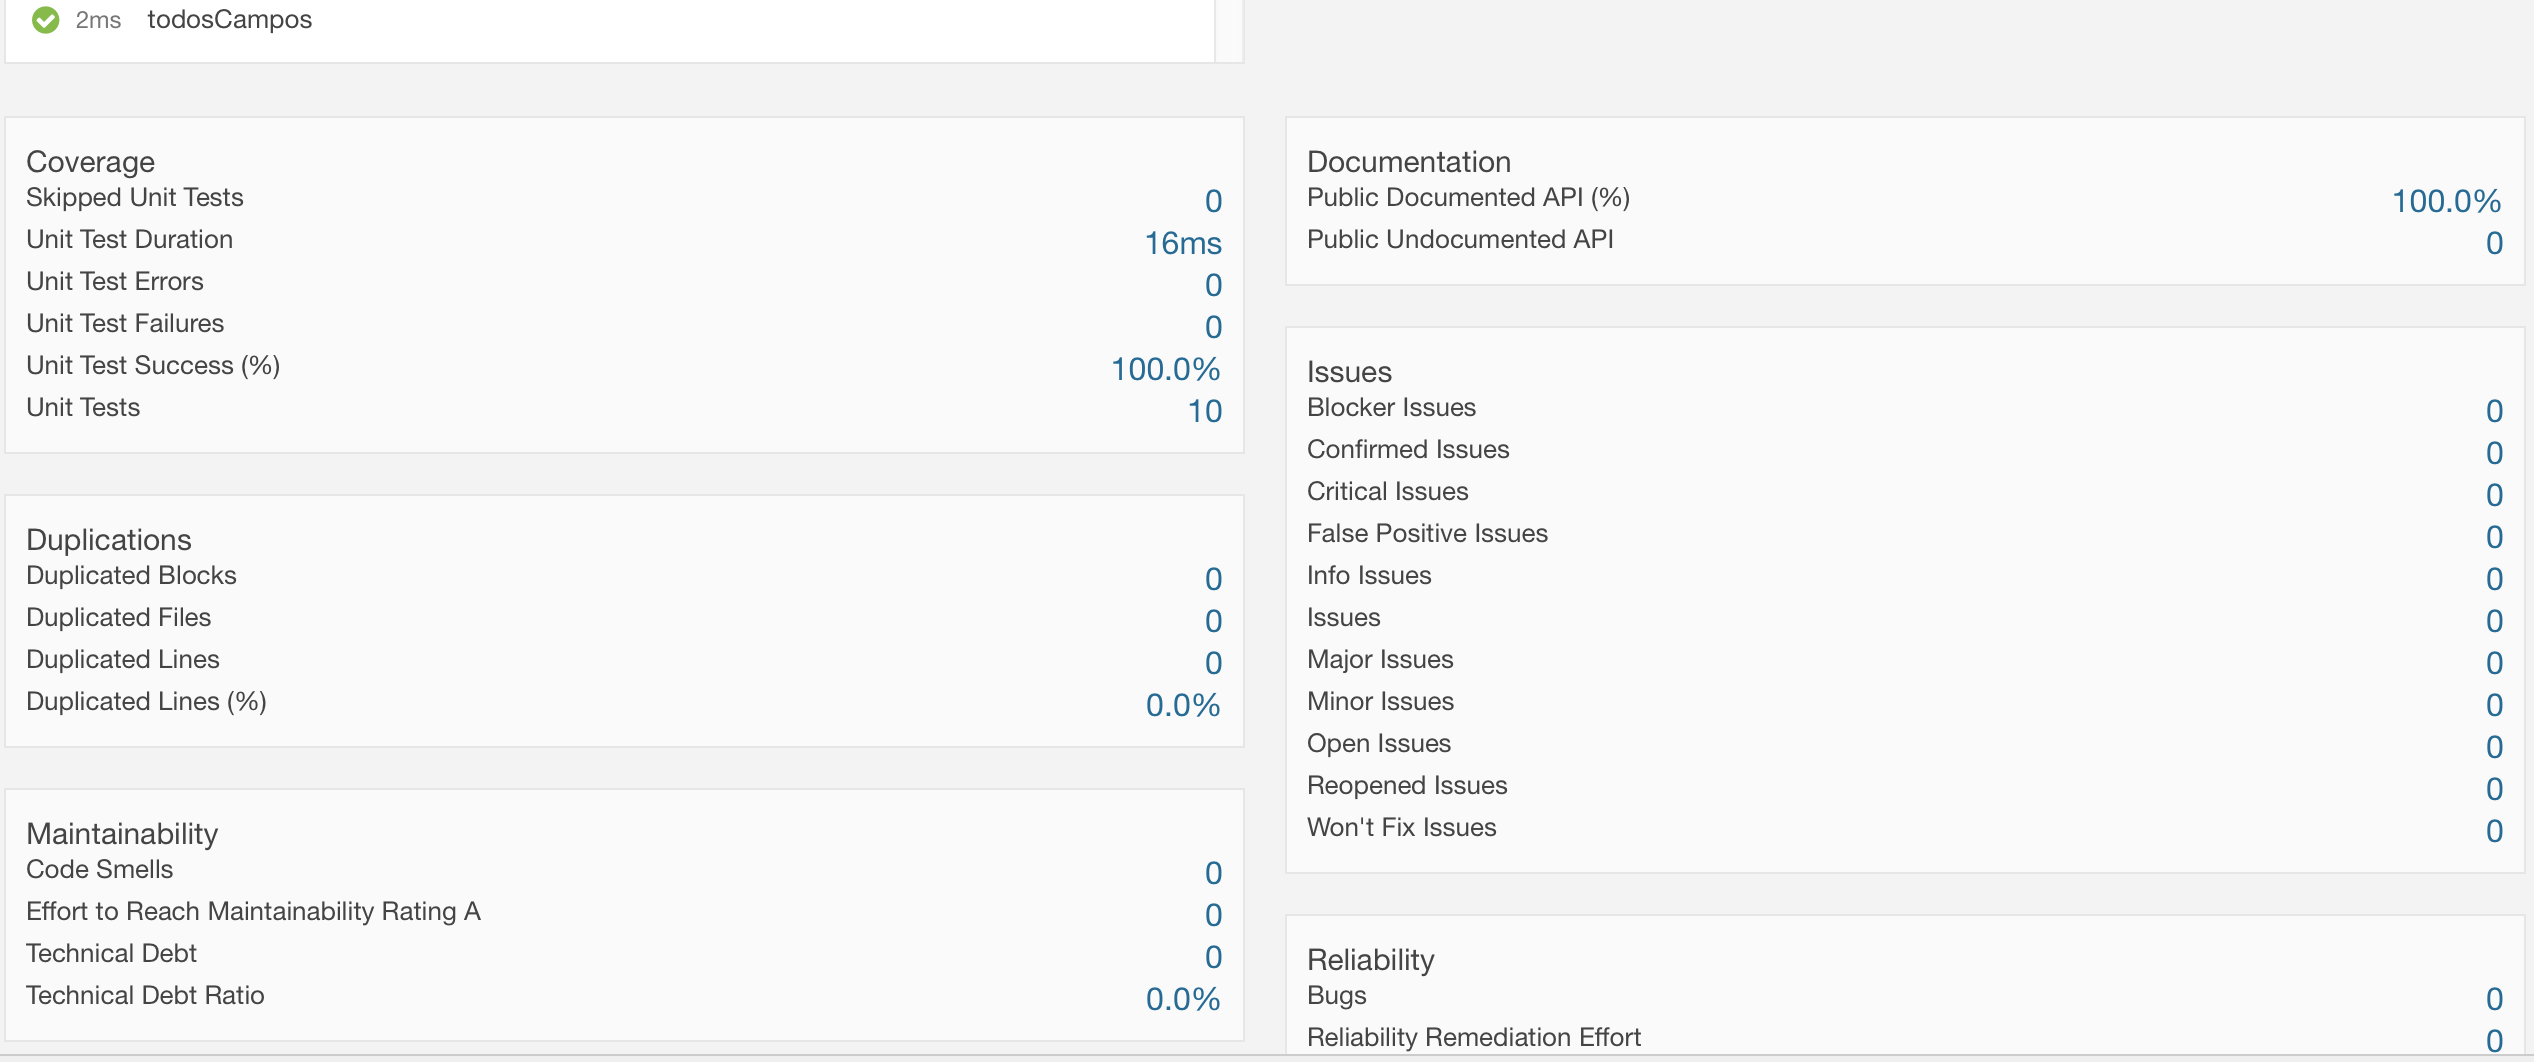 2ms todosCampos
Coverage
Skipped Unit Tests 0
Unit Test Duration 16ms
Unit Test Errors 0
Unit Test Failures 0
Unit Test Success (%) 100.0%
Unit Tests 10
Duplications
Duplicated Blocks 0
Duplicated Files 0
Duplicated Lines 0
Duplicated Lines (%) 0.0%
Maintainability
Code Smells 0
Effort to Reach Maintainability Rating A 0
Technical Debt 0
Technical Debt Ratio 0.0%
Documentation
Public Documented API (%) 100.0%
Public Undocumented API 0
Issues
Blocker Issues 0
Confirmed Issues 0
Critical Issues 0
False Positive Issues 0
Info Issues 0
Issues 0
Major Issues 0
Minor Issues 0
Open Issues 0
Reopened Issues 0
Won't Fix Issues 0
Reliability
Bugs 0
Reliability Remediation Effort 0